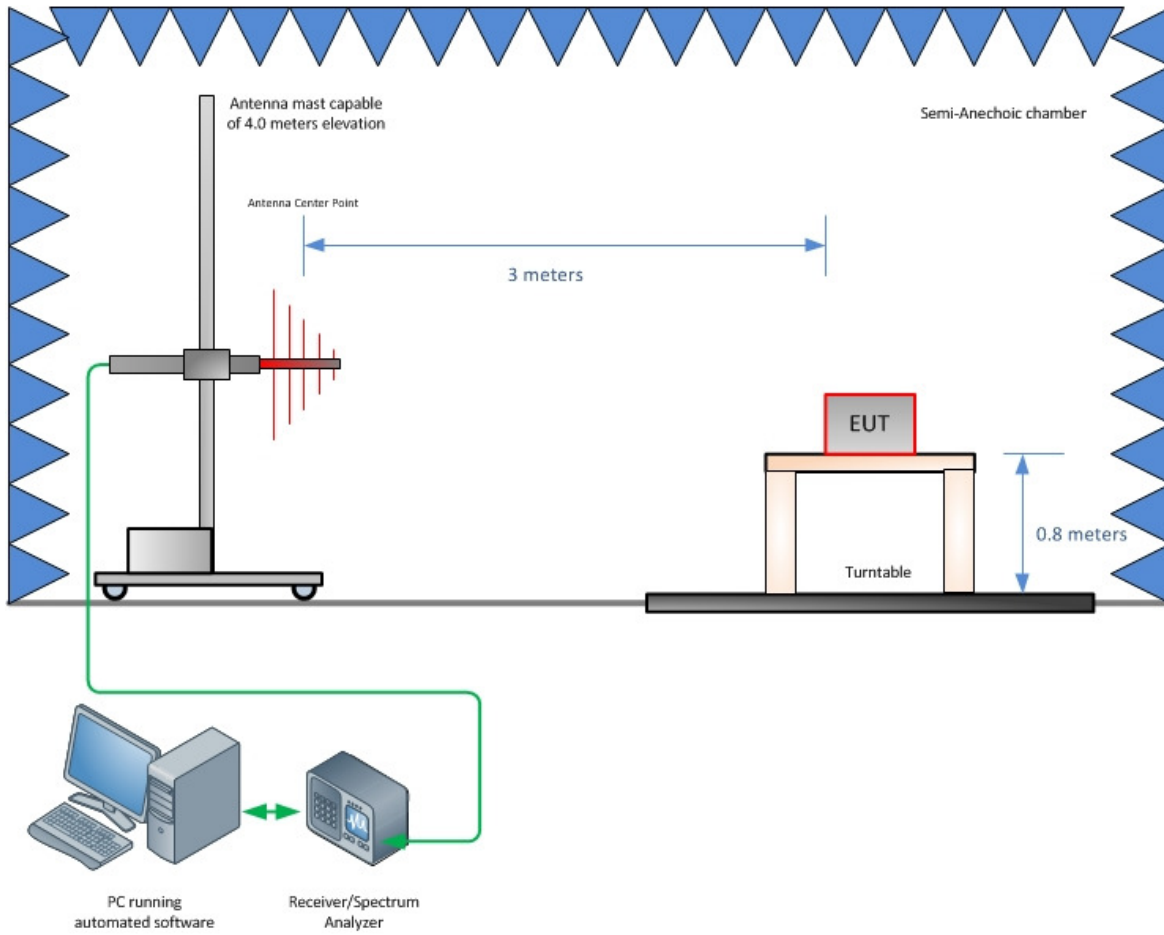 Antenna mast capable
of 4.0 meters elevation
Semi-Anechoic chamber
Antenna Center Point
3 meters
EUT
0.8 meters
Turntable
PC running
automated software
Receiver/Spectrum
Analyzer